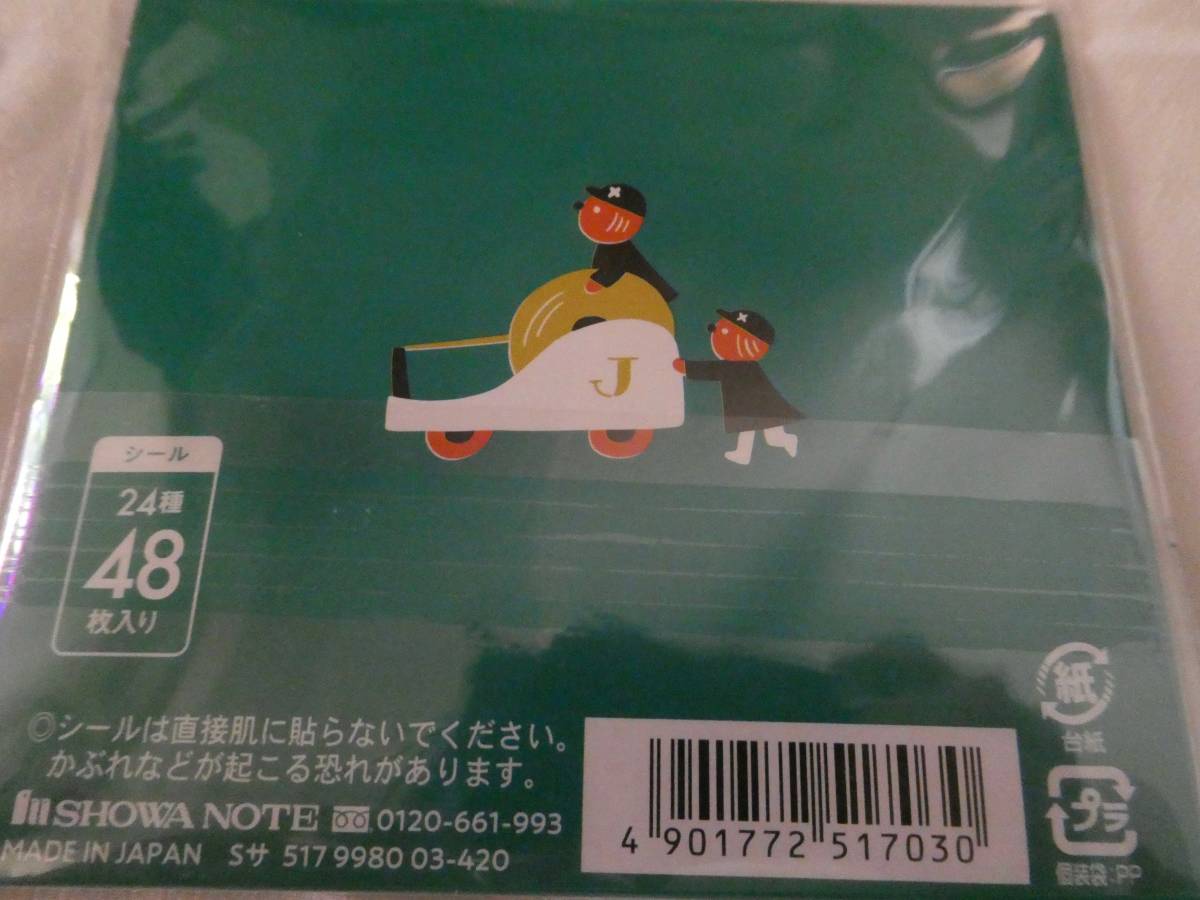 J
シール
24種
48
枚入り
◎シールは直接肌に貼らないでください。
かぶれなどが起こる恐れがあります。
SHOWA NOTE 0120-661-993
MADE IN JAPAN Sサ 517 9980 03-420
4 901772 517030
紙
台紙
プラ
個装袋:PP